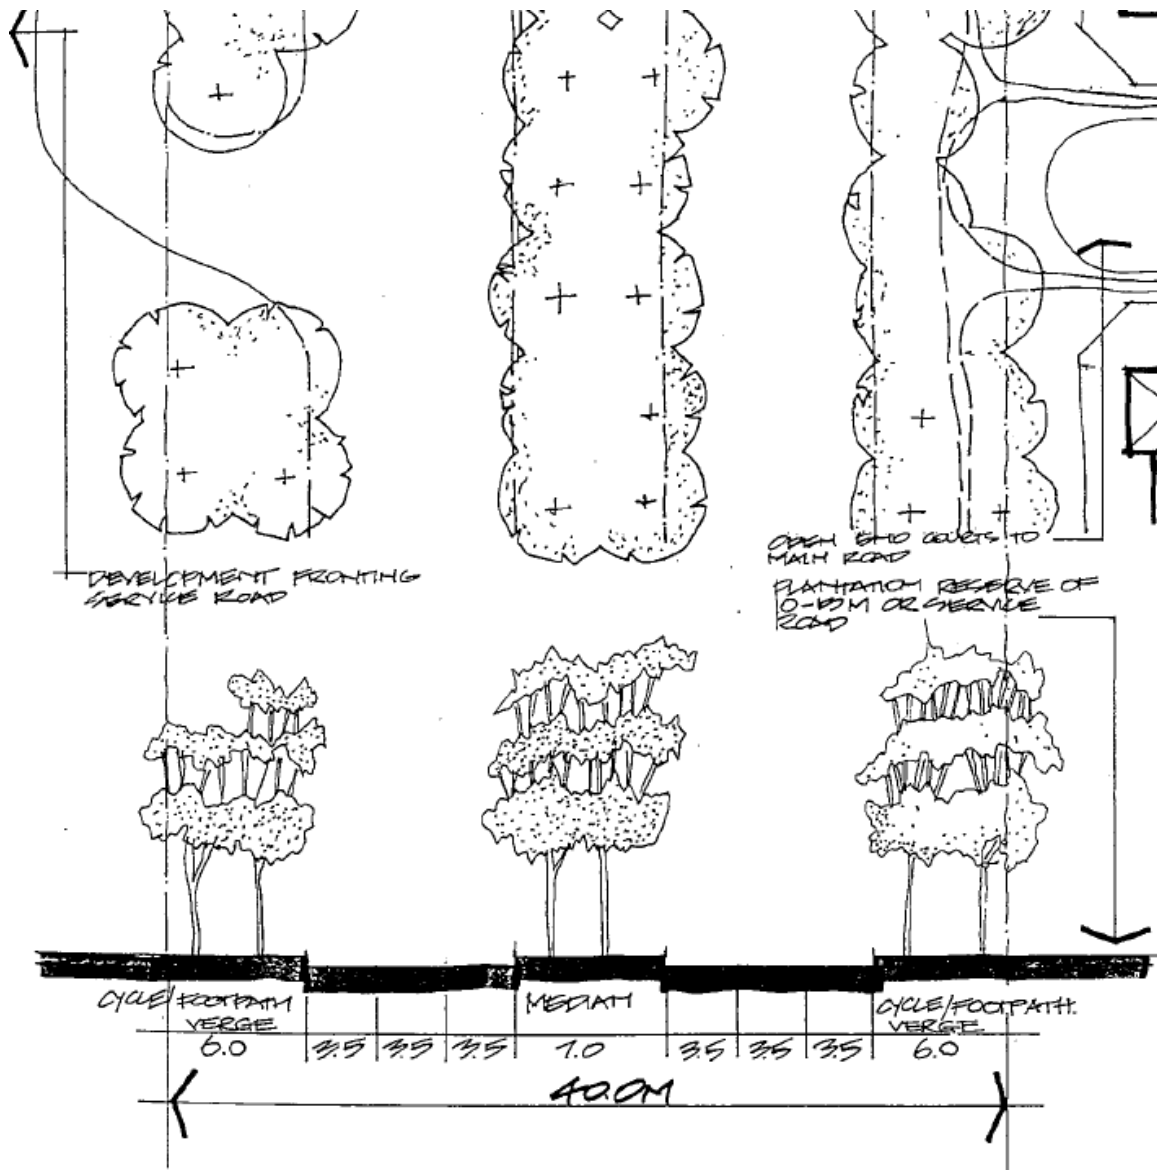 OPEN END COURTS TO
MAIN ROAD
DEVELOPMENT FRONTING
SERVICE ROAD
PLANTATION RESERVE OF
OR SERVICE
ROAD
CYCLE/FOOTPATH
VERGE
MEDIAN
CYCLE/FOOTPATH.
VERGE
6.0 3.5 3.5 3.5 7.0 3.5 3.5 3.5 6.0
40.0M